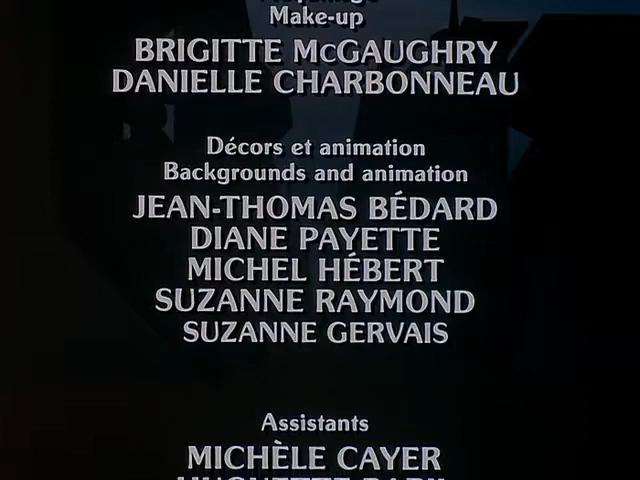 Make-up
BRIGITTE McGAUGHRY
DANIELLE CHARBONNEAU
Décors et animation
Backgrounds and animation
JEAN-THOMAS BÉDARD
DIANE PAYETTE
MICHEL HÉBERT
SUZANNE RAYMOND
SUZANNE GERVAIS
Assistants
MICHÈLE CAYER